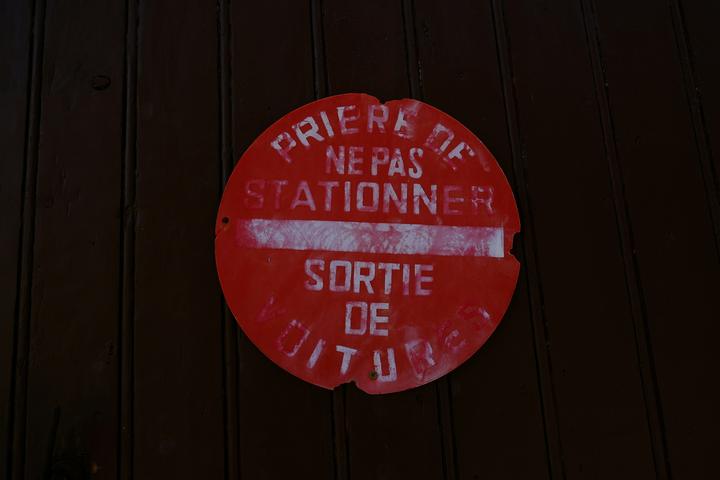 PRIERE DE
NE PAS
STATIONNER
SORTIE
DE
VOITURES